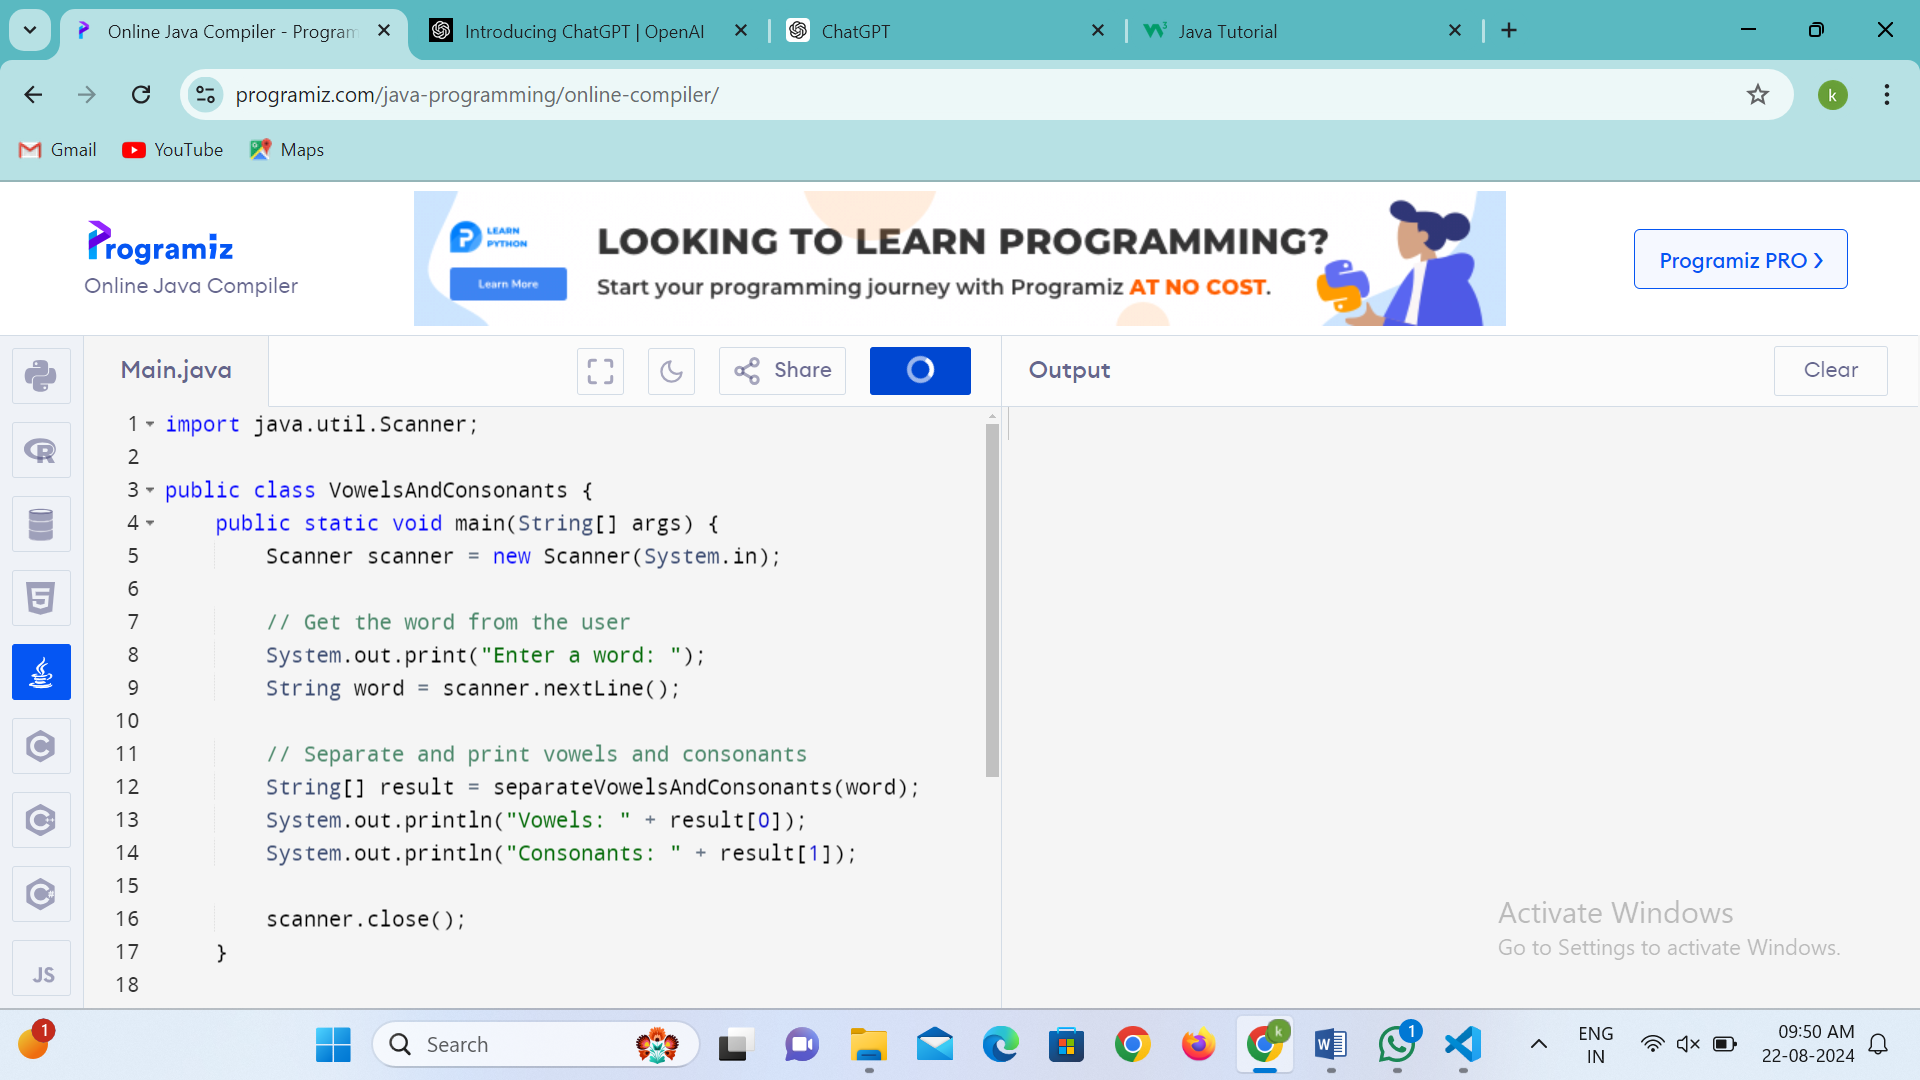 Online Java Compiler - Program
Introducing ChatGPT | OpenAI
ChatGPT
Java Tutorial
programiz.com/java-programming/online-compiler/
k
Gmail
YouTube
Maps
Programiz
Online Java Compiler
LEARN PYTHON
Learn More
LOOKING TO LEARN PROGRAMMING?
Start your programming journey with Programiz AT NO COST.
Programiz PRO ›
Main.java
Share
Output
Clear
1 import java.util.Scanner;
2
3 public class VowelsAndConsonants {
4 public static void main(String[] args) {
5 Scanner scanner = new Scanner(System.in);
6
7 // Get the word from the user
8 System.out.print("Enter a word: ");
9 String word = scanner.nextLine();
10
11 // Separate and print vowels and consonants
12 String[] result = separateVowelsAndConsonants(word);
13 System.out.println("Vowels: " + result[0]);
14 System.out.println("Consonants: " + result[1]);
15
16 scanner.close();
17 }
18
JS
Activate Windows
Go to Settings to activate Windows.
1
Search
k
1
ENG
IN
09:50 AM
22-08-2024